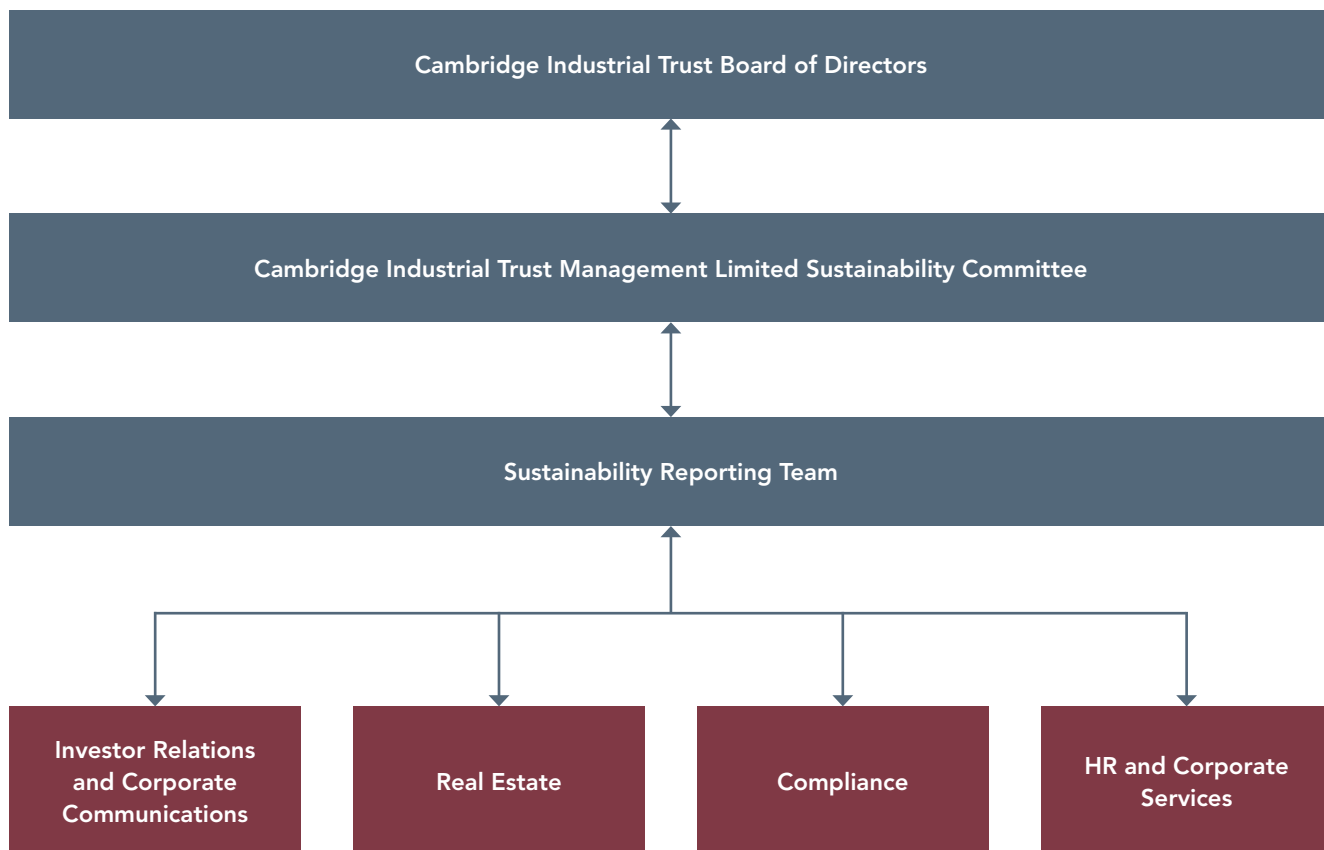 Cambridge Industrial Trust Board of Directors
Cambridge Industrial Trust Management Limited Sustainability Committee
Sustainability Reporting Team
Investor Relations
and Corporate
Communications
Real Estate
Compliance
HR and Corporate
Services